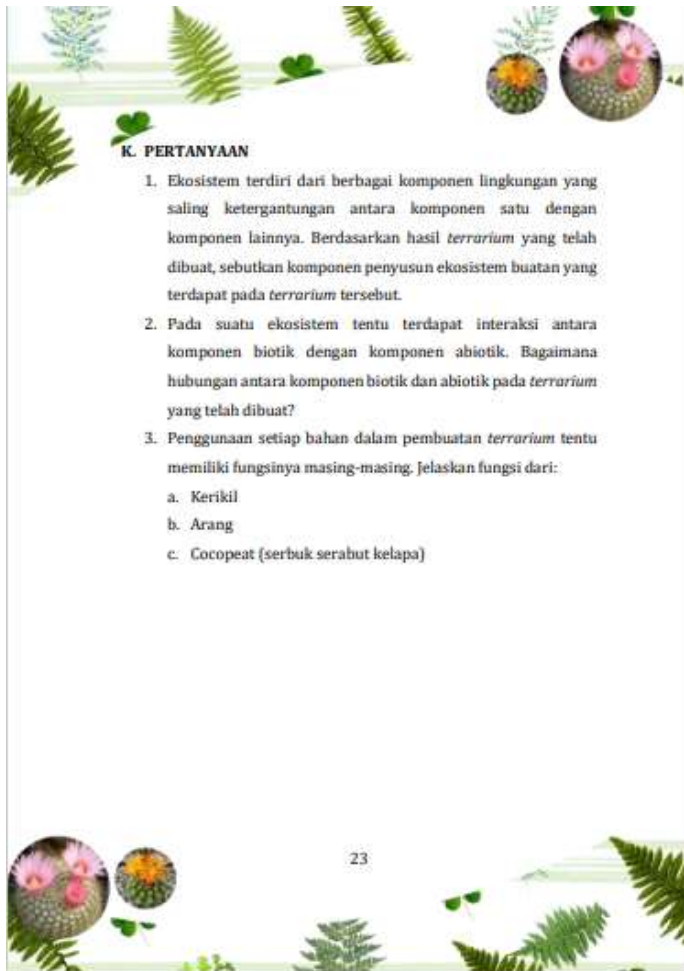 K. PERTANYAAN
1. Ekosistem terdiri dari berbagai komponen lingkungan yang
saling ketergantungan antara komponen satu dengan
komponen lainnya. Berdasarkan hasil terrarium yang telah
dibuat, sebutkan komponen penyusun ekosistem buatan yang
terdapat pada terrarium tersebut.
2. Pada suatu ekosistem tentu terdapat interaksi antara
komponen biotik dengan komponen abiotik. Bagaimana
hubungan antara komponen biotik dan abiotik pada terrarium
yang telah dibuat?
3. Penggunaan setiap bahan dalam pembuatan terrarium tentu
memiliki fungsinya masing-masing. Jelaskan fungsi dari:
a. Kerikil
b. Arang
c. Cocopeat (serbuk serabut kelapa)
23